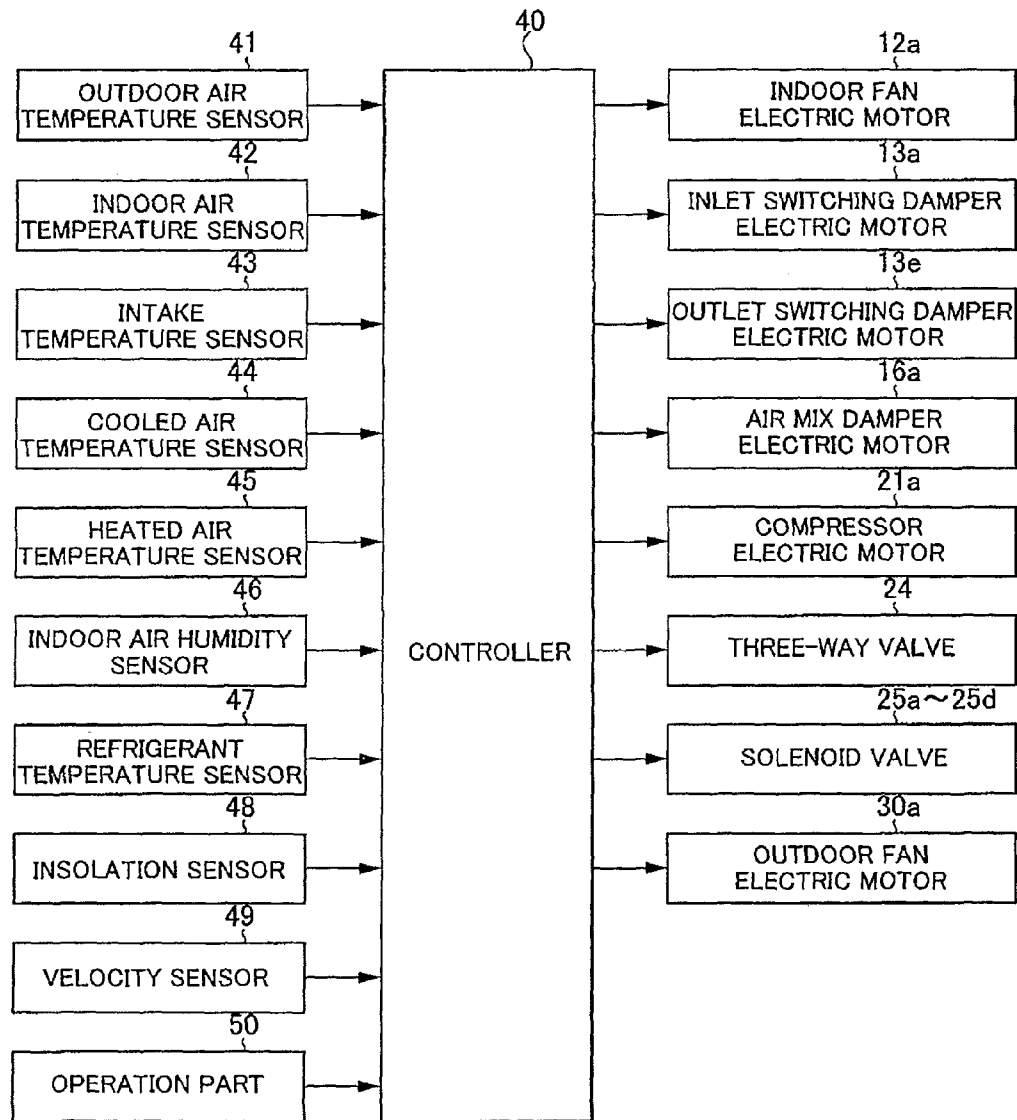 40
41
OUTDOOR AIR
TEMPERATURE SENSOR
42
INDOOR AIR
TEMPERATURE SENSOR
43
INTAKE
TEMPERATURE SENSOR
44
COOLED AIR
TEMPERATURE SENSOR
45
HEATED AIR
TEMPERATURE SENSOR
46
INDOOR AIR HUMIDITY
SENSOR
47
REFRIGERANT
TEMPERATURE SENSOR
48
INSOLATION SENSOR
49
VELOCITY SENSOR
50
OPERATION PART
CONTROLLER
12a
INDOOR FAN
ELECTRIC MOTOR
13a
INLET SWITCHING DAMPER
ELECTRIC MOTOR
13e
OUTLET SWITCHING DAMPER
ELECTRIC MOTOR
16a
AIR MIX DAMPER
ELECTRIC MOTOR
21a
COMPRESSOR
ELECTRIC MOTOR
24
THREE-WAY VALVE
25a～25d
SOLENOID VALVE
30a
OUTDOOR FAN
ELECTRIC MOTOR